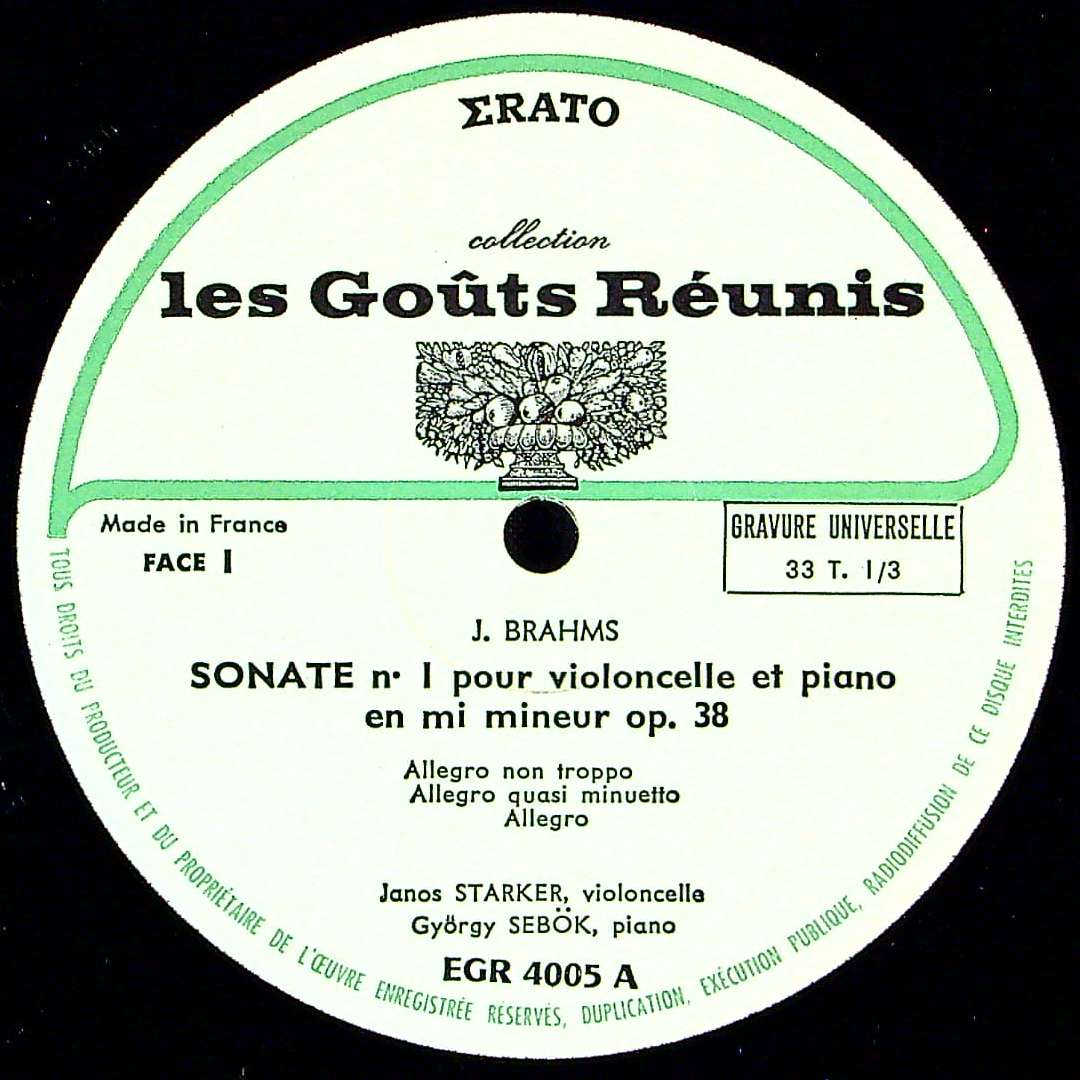 ΣRATO
collection
les Goûts Réunis
Made in France
FACE I
GRAVURE UNIVERSELLE
33 T. 1/3
J. BRAHMS
SONATE n· I pour violoncelle et piano
en mi mineur op. 38
Allegro non troppo
Allegro quasi minuetto
Allegro
Janos STARKER, violoncelle
György SEBÖK, piano
EGR 4005 A
TOUS DROITS DU PRODUCTEUR ET DU PROPRIÉTAIRE DE L'ŒUVRE ENREGISTRÉE RÉSERVÉS, DUPLICATION, EXÉCUTION PUBLIQUE, RADIODIFFUSION DE CE DISQUE INTERDITES